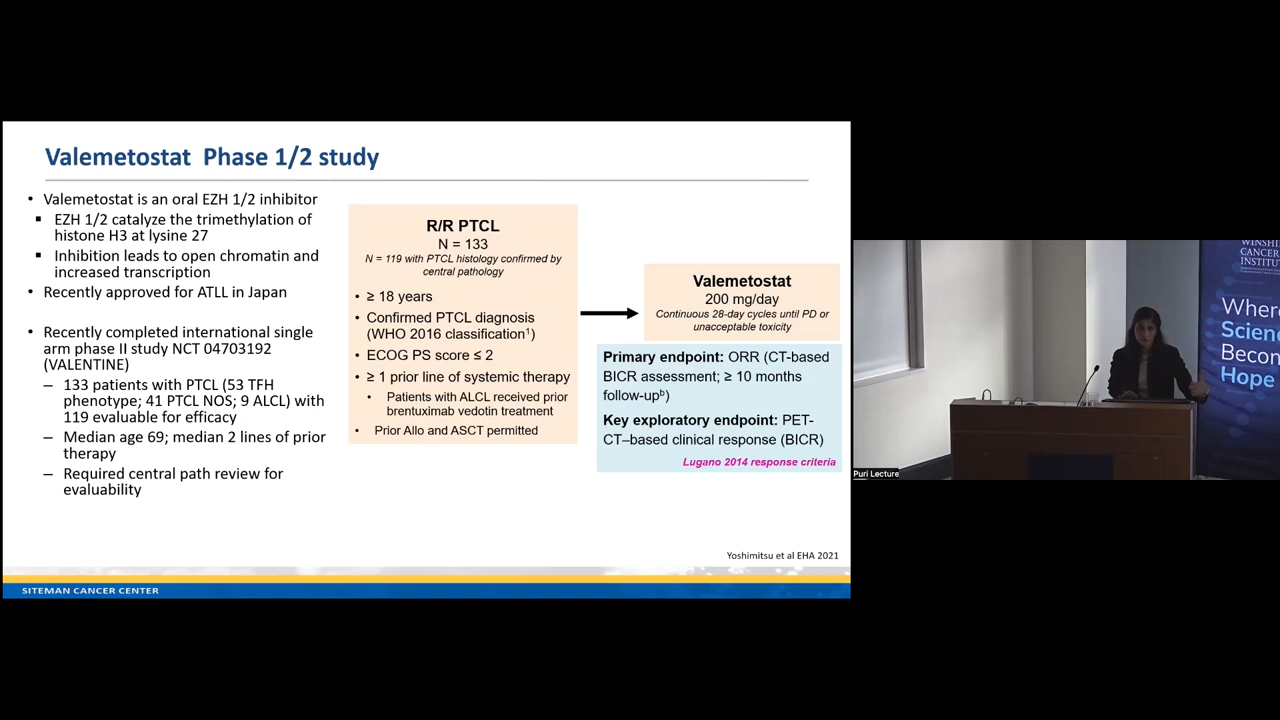 Valemetostat Phase 1/2 study
• Valemetostat is an oral EZH 1/2 inhibitor
▪ EZH 1/2 catalyze the trimethylation of
histone H3 at lysine 27
▪ Inhibition leads to open chromatin and
increased transcription
• Recently approved for ATLL in Japan
• Recently completed international single
arm phase II study NCT 04703192
(VALENTINE)
– 133 patients with PTCL (53 TFH
phenotype; 41 PTCL NOS; 9 ALCL) with
119 evaluable for efficacy
– Median age 69; median 2 lines of prior
therapy
– Required central path review for
evaluability
R/R PTCL
N = 133
N = 119 with PTCL histology confirmed by
central pathology
• ≥ 18 years
• Confirmed PTCL diagnosis
(WHO 2016 classification¹)
• ECOG PS score ≤ 2
• ≥ 1 prior line of systemic therapy
• Patients with ALCL received prior
brentuximab vedotin treatment
• Prior Allo and ASCT permitted
Valemetostat
200 mg/day
Continuous 28-day cycles until PD or
unacceptable toxicity
Primary endpoint: ORR (CT-based
BICR assessment; ≥ 10 months
follow-upᵇ)
Key exploratory endpoint: PET-
CT–based clinical response (BICR)
Lugano 2014 response criteria
Yoshimitsu et al EHA 2021
SITEMAN CANCER CENTER
WINSHIP
CANCER
INSTITU
Where
Scienc
Becom
Hope
Puri Lecture